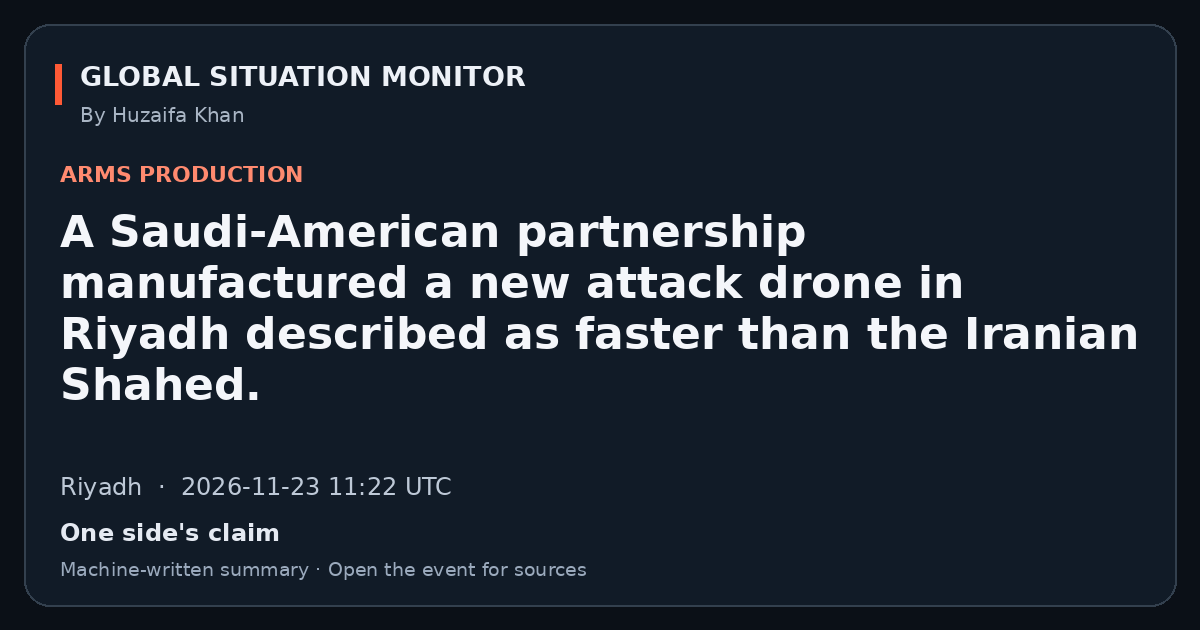 GLOBAL SITUATION MONITOR
By Huzaifa Khan
ARMS PRODUCTION
A Saudi-American partnership
manufactured a new attack drone in
Riyadh described as faster than the Iranian
Shahed.
Riyadh · 2026-11-23 11:22 UTC
One side's claim
Machine-written summary · Open the event for sources